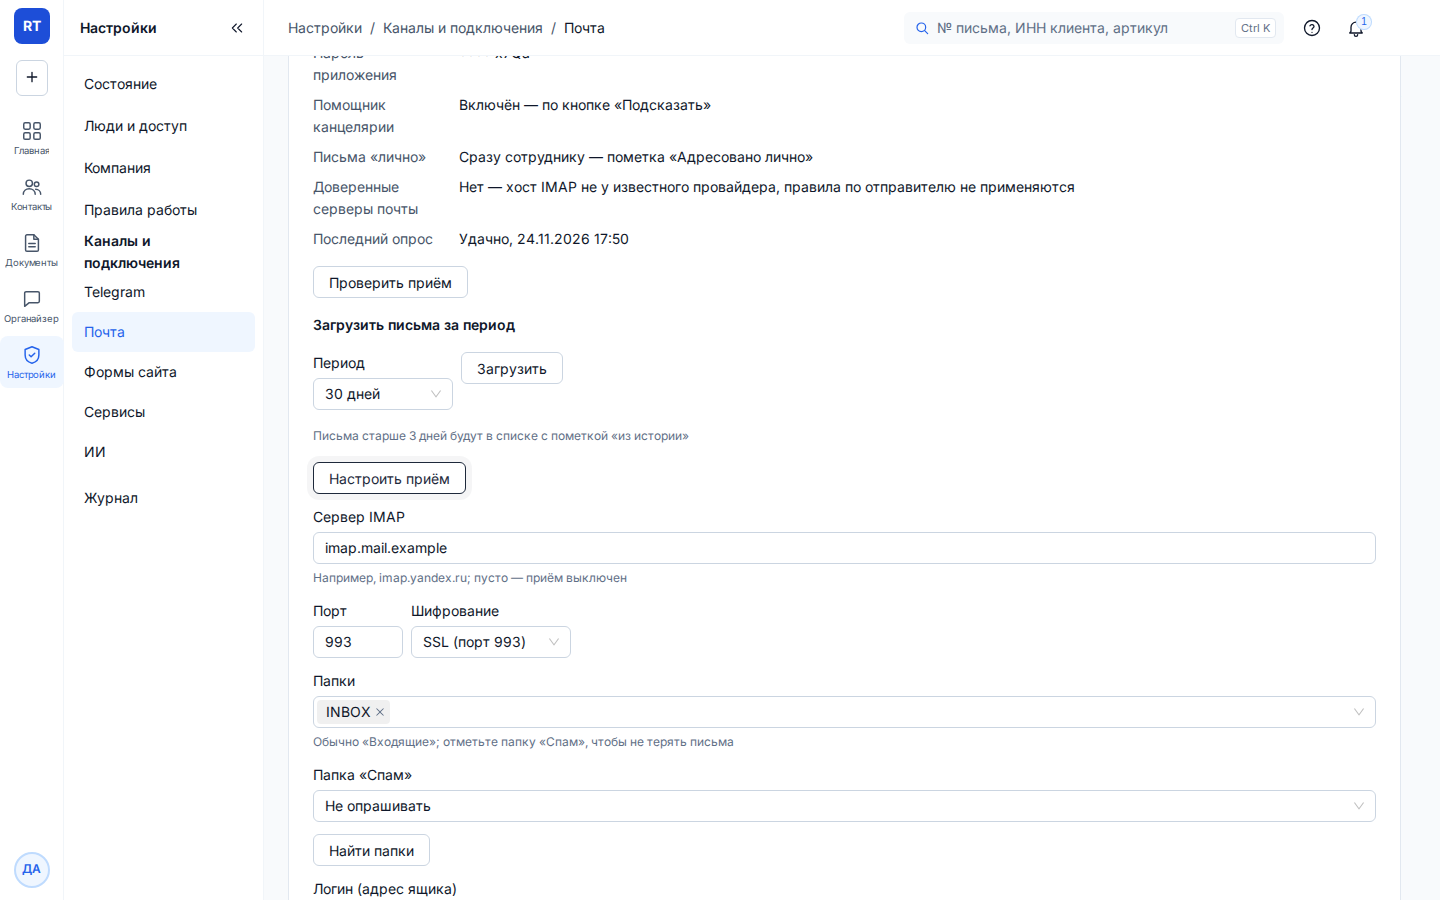 RT
Настройки
Настройки / Каналы и подключения / Почта
№ письма, ИНН клиента, артикул
Ctrl K
1
Главная
Контакты
Документы
Органайзер
Настройки
ДА
Состояние
Люди и доступ
Компания
Правила работы
Каналы и
подключения
Telegram
Почта
Формы сайта
Сервисы
ИИ
Журнал
приложения
Помощник
канцелярии
Включён — по кнопке «Подсказать»
Письма «лично»
Сразу сотруднику — пометка «Адресовано лично»
Доверенные
серверы почты
Нет — хост IMAP не у известного провайдера, правила по отправителю не применяются
Последний опрос
Удачно, 24.11.2026 17:50
Проверить приём
Загрузить письма за период
Период
30 дней
Загрузить
Письма старше 3 дней будут в списке с пометкой «из истории»
Настроить приём
Сервер IMAP
imap.mail.example
Например, imap.yandex.ru; пусто — приём выключен
Порт
Шифрование
993
SSL (порт 993)
Папки
INBOX
Обычно «Входящие»; отметьте папку «Спам», чтобы не терять письма
Папка «Спам»
Не опрашивать
Найти папки
Логин (адрес ящика)